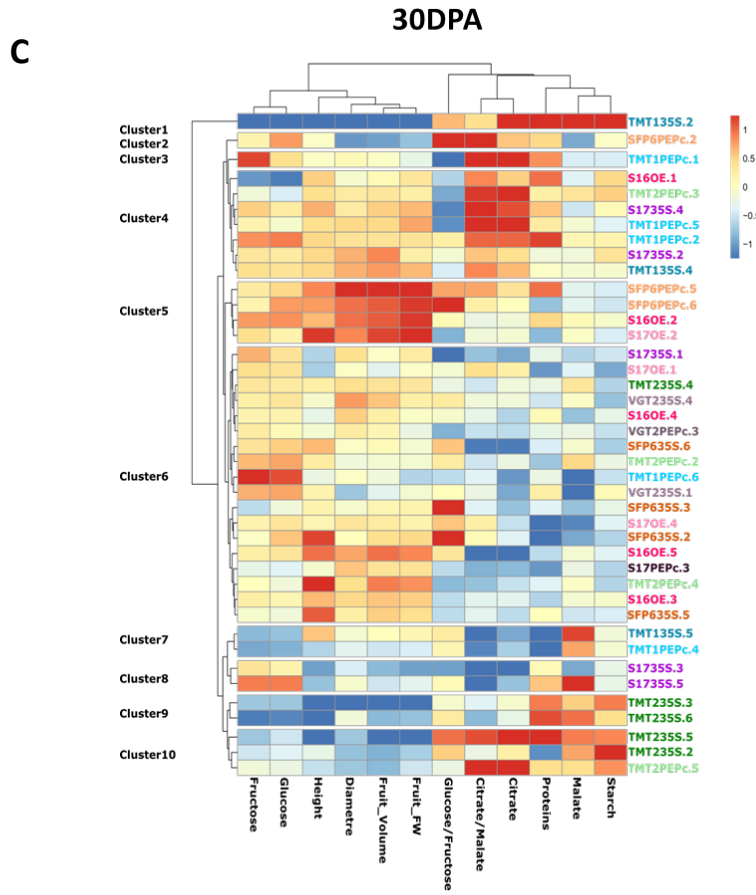 30DPA
C
Cluster1
Cluster2
Cluster3
Cluster4
Cluster5
Cluster6
Cluster7
Cluster8
Cluster9
Cluster10
TMT135S.2
SFP6PEPc.2
TMT1PEPc.1
S16OE.1
TMT2PEPc.3
S1735S.4
TMT1PEPc.5
TMT1PEPc.2
S1735S.2
TMT135S.4
SFP6PEPc.5
SFP6PEPc.6
S16OE.2
S17OE.2
S1735S.1
S17OE.1
TMT235S.4
VGT235S.4
S16OE.4
VGT2PEPc.3
SFP635S.6
TMT2PEPc.2
TMT1PEPc.6
VGT235S.1
SFP635S.3
S17OE.4
SFP635S.2
S16OE.5
S17PEPc.3
TMT2PEPc.4
S16OE.3
SFP635S.5
TMT135S.5
TMT1PEPc.4
S1735S.3
S1735S.5
TMT235S.3
TMT235S.6
TMT235S.5
TMT235S.2
TMT2PEPc.5
1
0.5
0
−0.5
−1
Fructose
Glucose
Height
Diametre
Fruit_Volume
Fruit_FW
Glucose/Fructose
Citrate/Malate
Citrate
Proteins
Malate
Starch